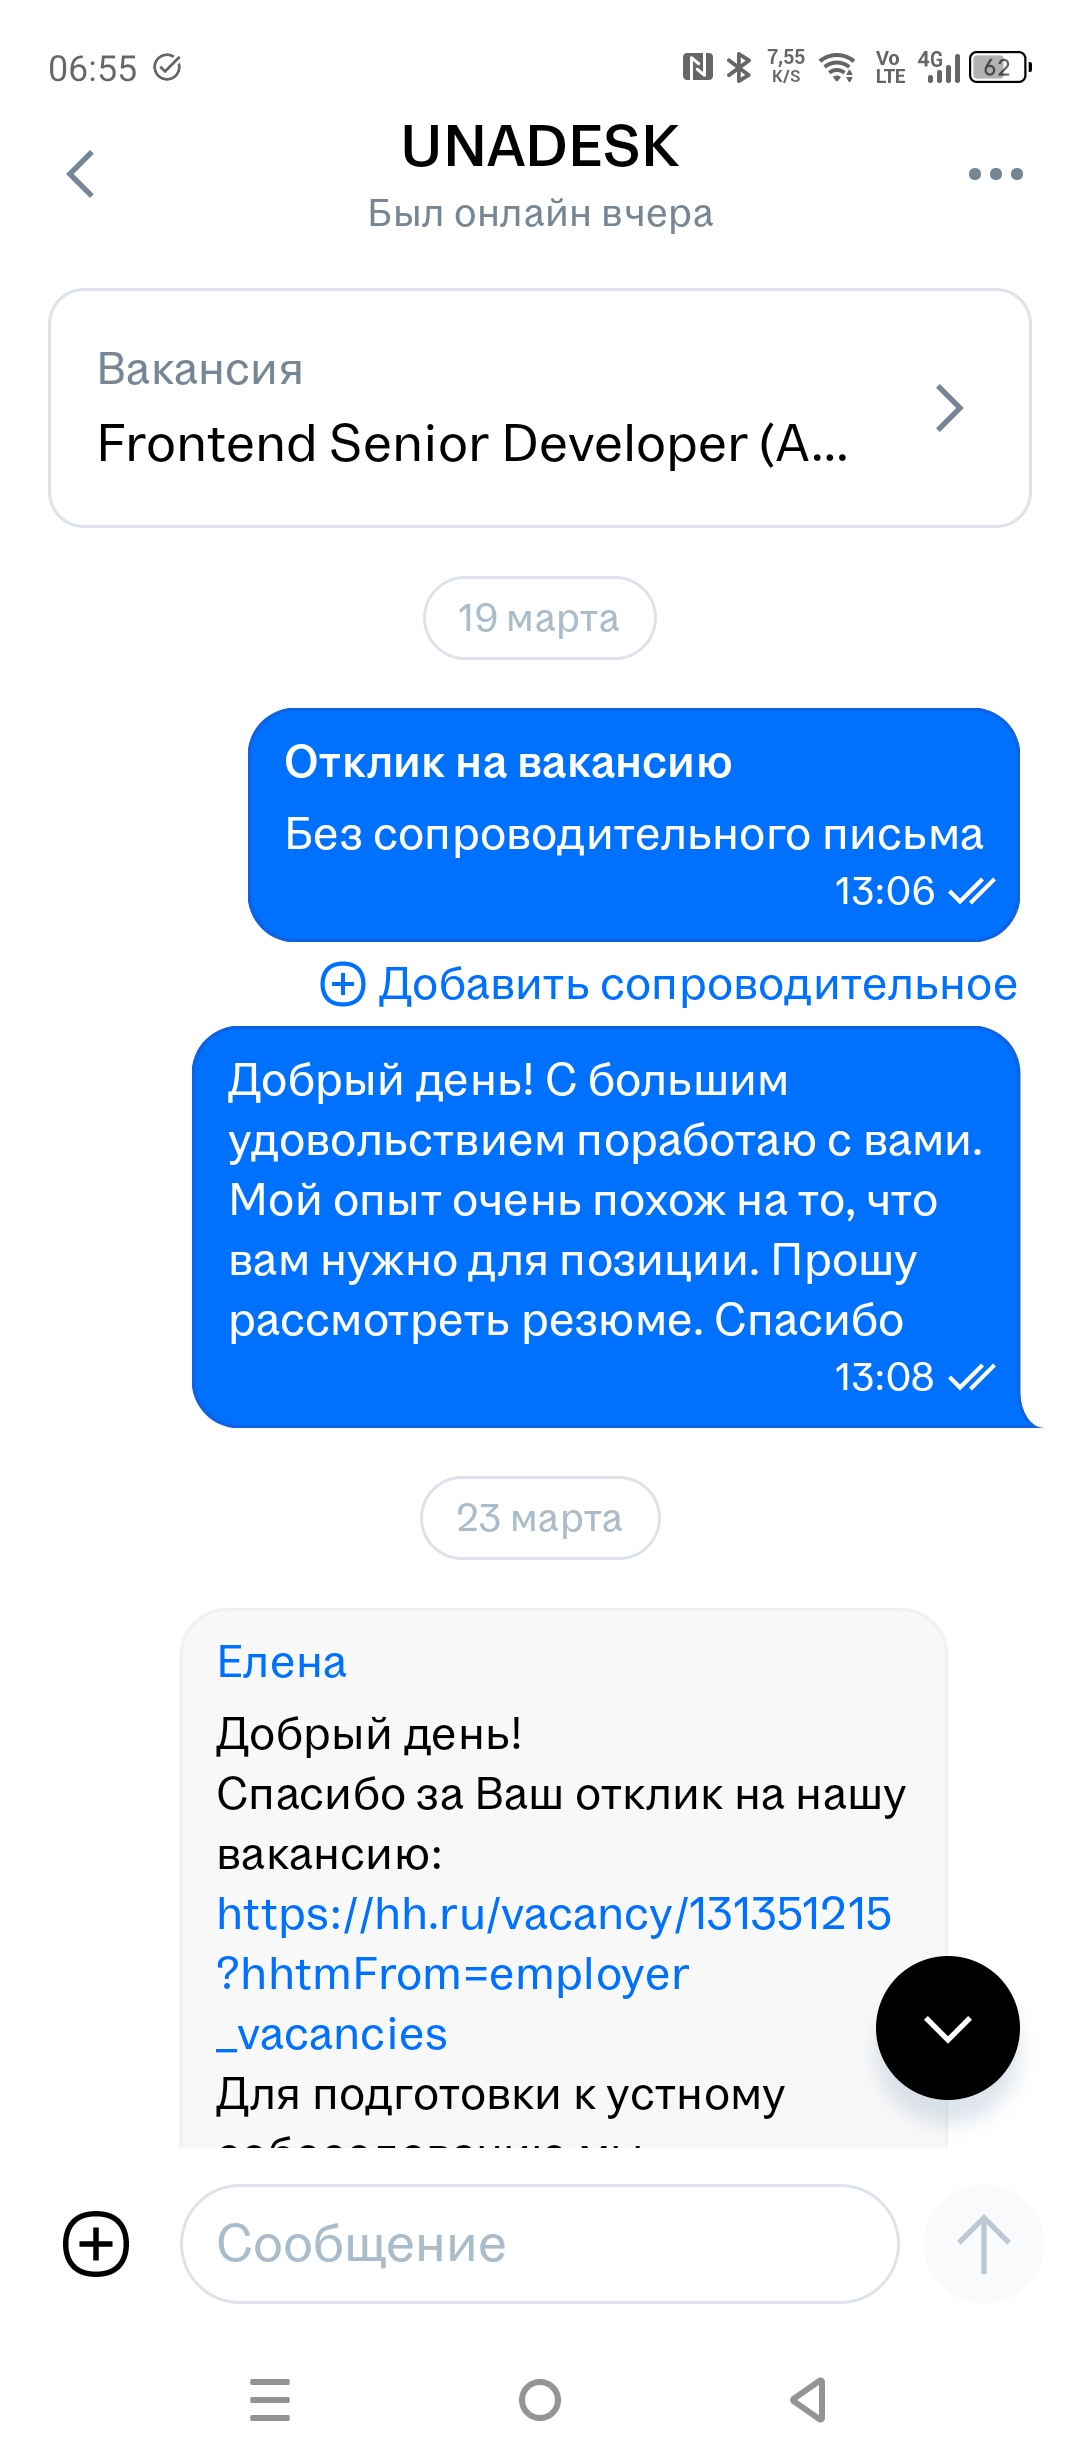 06:55
7,55 K/S
Vo LTE
4G
62
UNADESK
Был онлайн вчера
Вакансия
Frontend Senior Developer (A...
19 марта
Отклик на вакансию
Без сопроводительного письма
13:06
Добавить сопроводительное
Добрый день! С большим
удовольствием поработаю с вами.
Мой опыт очень похож на то, что
вам нужно для позиции. Прошу
рассмотреть резюме. Спасибо
13:08
23 марта
Елена
Добрый день!
Спасибо за Ваш отклик на нашу
вакансию:
https://hh.ru/vacancy/131351215
?hhtmFrom=employer
_vacancies
Для подготовки к устному
Сообщение